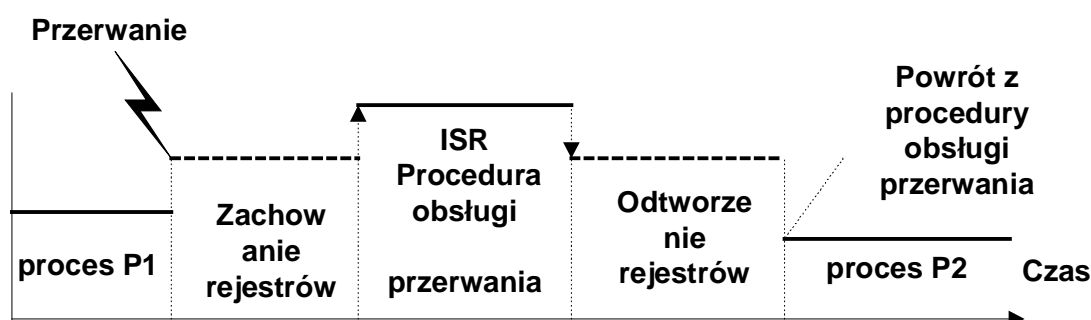 Przerwanie
proces P1
Zachow
anie
rejestrów
ISR
Procedura
obsługi
przerwania
Odtworze
nie
rejestrów
Powrót z
procedury
obsługi
przerwania
proces P2
Czas